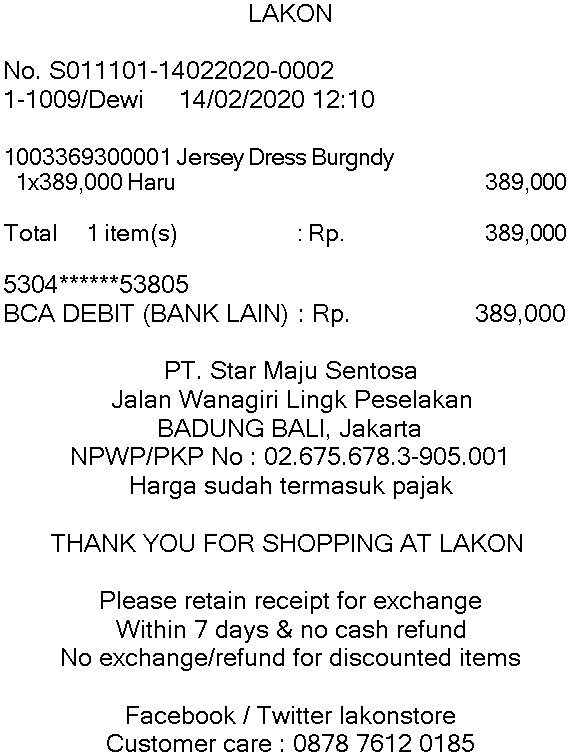 LAKON
No. S011101-14022020-0002
1-1009/Dewi 14/02/2020 12:10
1003369300001 Jersey Dress Burgndy
1x389,000 Haru 389,000
Total 1 item(s) : Rp. 389,000
5304******53805
BCA DEBIT (BANK LAIN) : Rp. 389,000
PT. Star Maju Sentosa
Jalan Wanagiri Lingk Peselakan
BADUNG BALI, Jakarta
NPWP/PKP No : 02.675.678.3-905.001
Harga sudah termasuk pajak
THANK YOU FOR SHOPPING AT LAKON
Please retain receipt for exchange
Within 7 days & no cash refund
No exchange/refund for discounted items
Facebook / Twitter lakonstore
Customer care : 0878 7612 0185